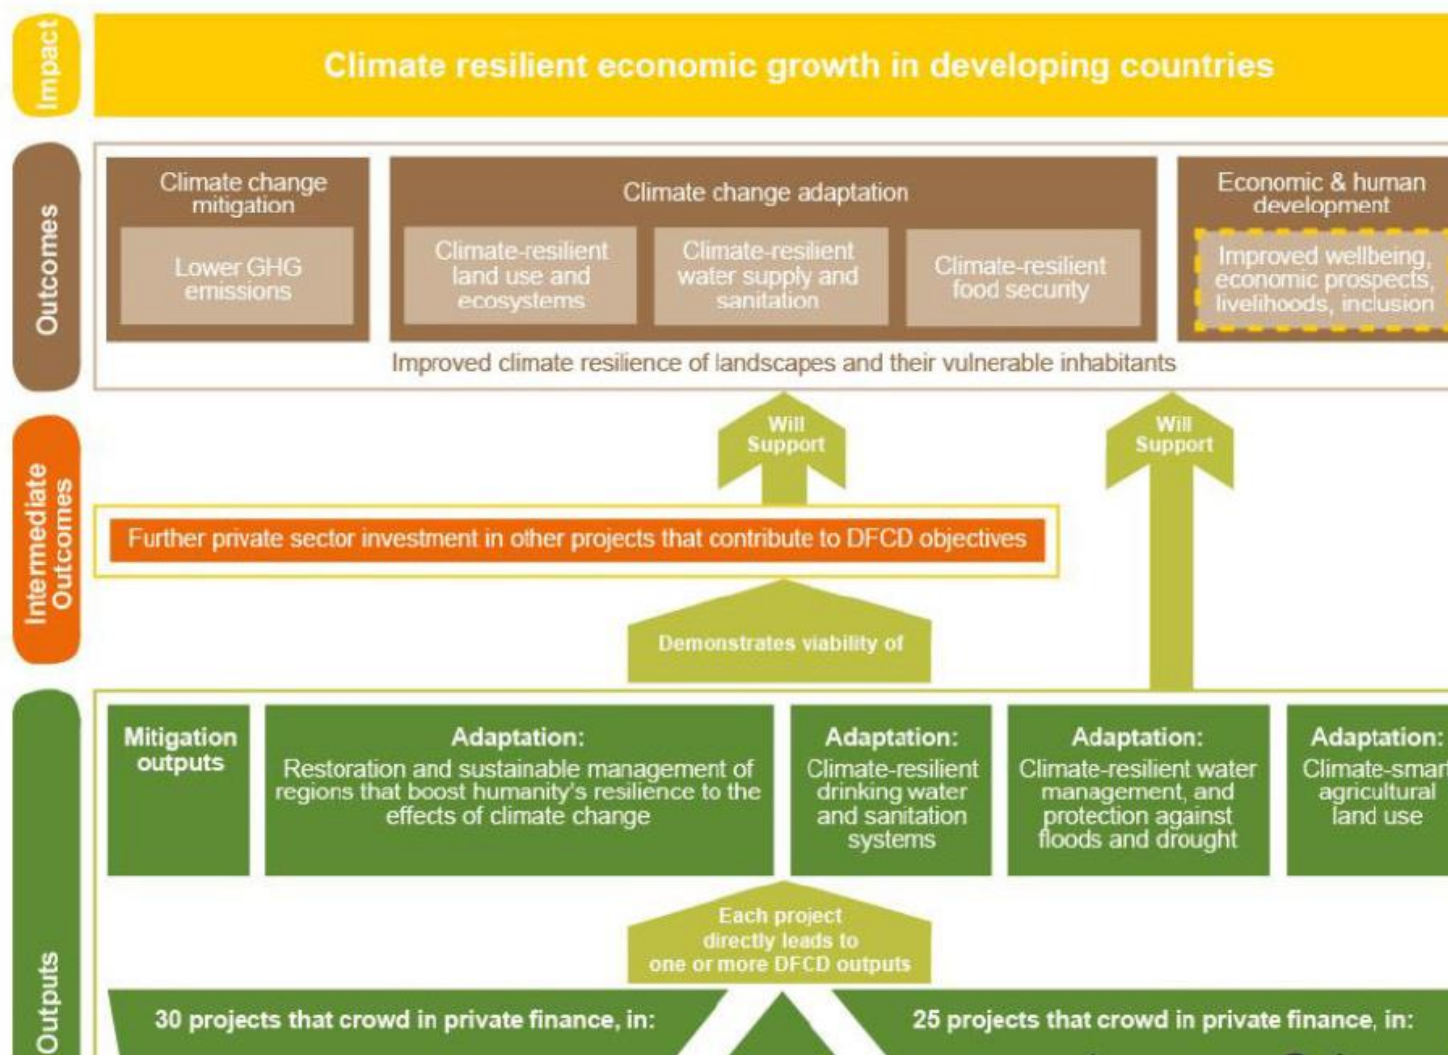 Impact
Climate resilient economic growth in developing countries
Outcomes
Climate change
mitigation
Lower GHG
emissions
Climate change adaptation
Climate-resilient
land use and
ecosystems
Climate-resilient
water supply and
sanitation
Climate-resilient
food security
Economic & human
development
Improved wellbeing,
economic prospects,
livelihoods, inclusion
Improved climate resilience of landscapes and their vulnerable inhabitants
Will
Support
Will
Support
Intermediate
Outcomes
Further private sector investment in other projects that contribute to DFCD objectives
Demonstrates viability of
Outputs
Mitigation
outputs
Adaptation:
Restoration and sustainable management of
regions that boost humanity's resilience to the
effects of climate change
Adaptation:
Climate-resilient
drinking water
and sanitation
systems
Adaptation:
Climate-resilient water
management, and
protection against
floods and drought
Adaptation:
Climate-smart
agricultural
land use
Each project
directly leads to
one or more DFCD outputs
30 projects that crowd in private finance, in:
25 projects that crowd in private finance, in: